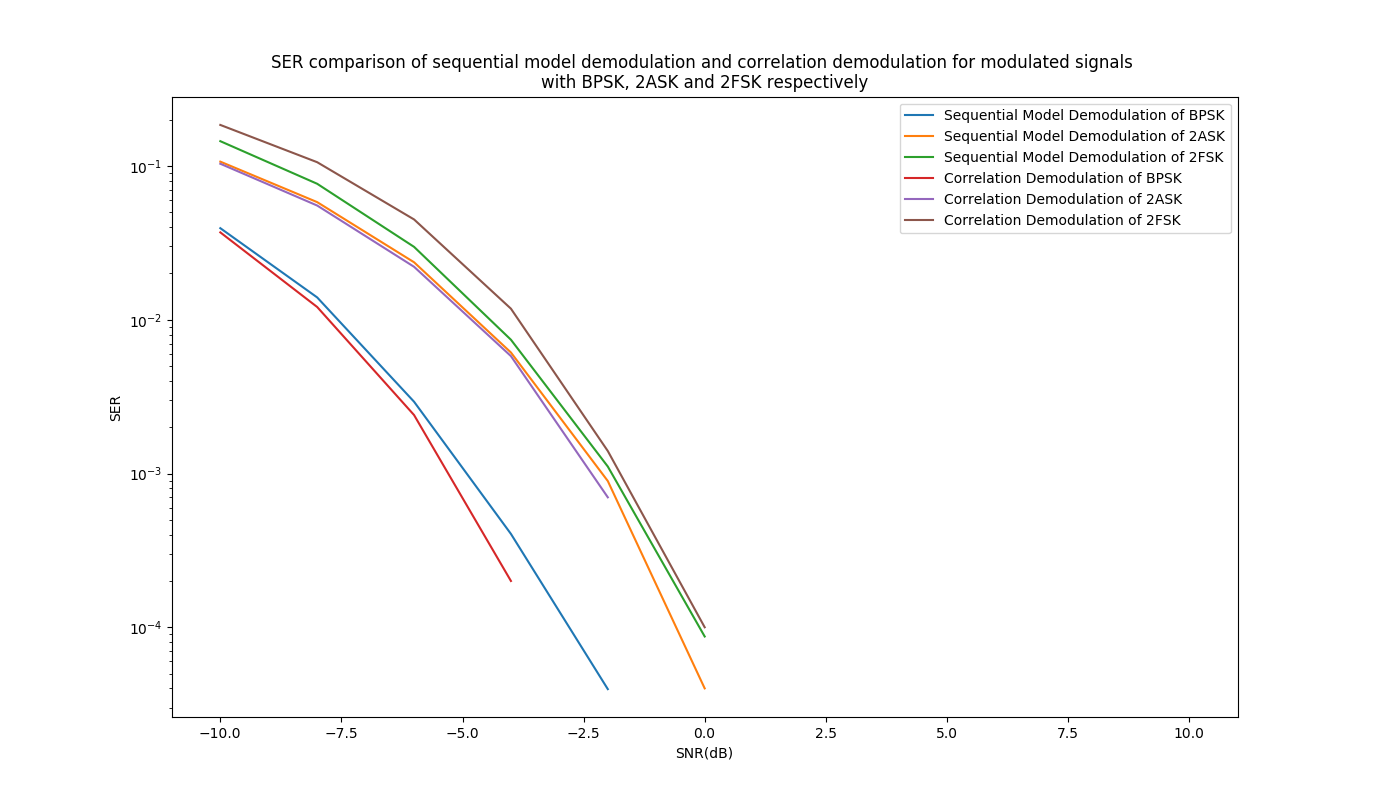 SER comparison of sequential model demodulation and correlation demodulation for modulated signals
with BPSK, 2ASK and 2FSK respectively
Sequential Model Demodulation of BPSK
Sequential Model Demodulation of 2ASK
Sequential Model Demodulation of 2FSK
Correlation Demodulation of BPSK
Correlation Demodulation of 2ASK
Correlation Demodulation of 2FSK
10⁻¹
10⁻²
10⁻³
10⁻⁴
SER
−10.0 −7.5 −5.0 −2.5 0.0 2.5 5.0 7.5 10.0
SNR(dB)